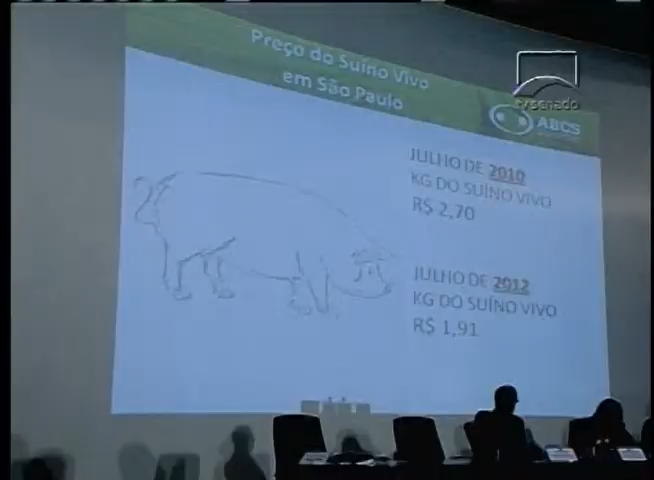 Preço do Suíno Vivo
em São Paulo
tv senado
ABCS
JULHO DE 2010
KG DO SUÍNO VIVO
R$ 2,70
JULHO DE 2012
KG DO SUÍNO VIVO
R$ 1,91